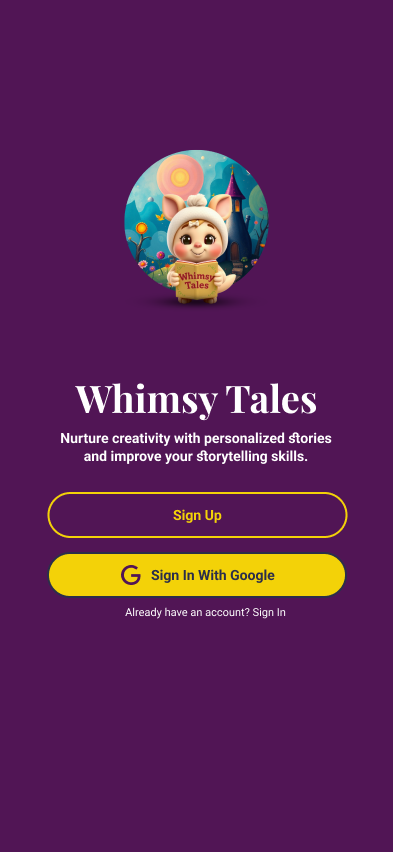 Whimsy
Tales
Whimsy Tales
Nurture creativity with personalized stories
and improve your storytelling skills.
Sign Up
Sign In With Google
Already have an account? Sign In